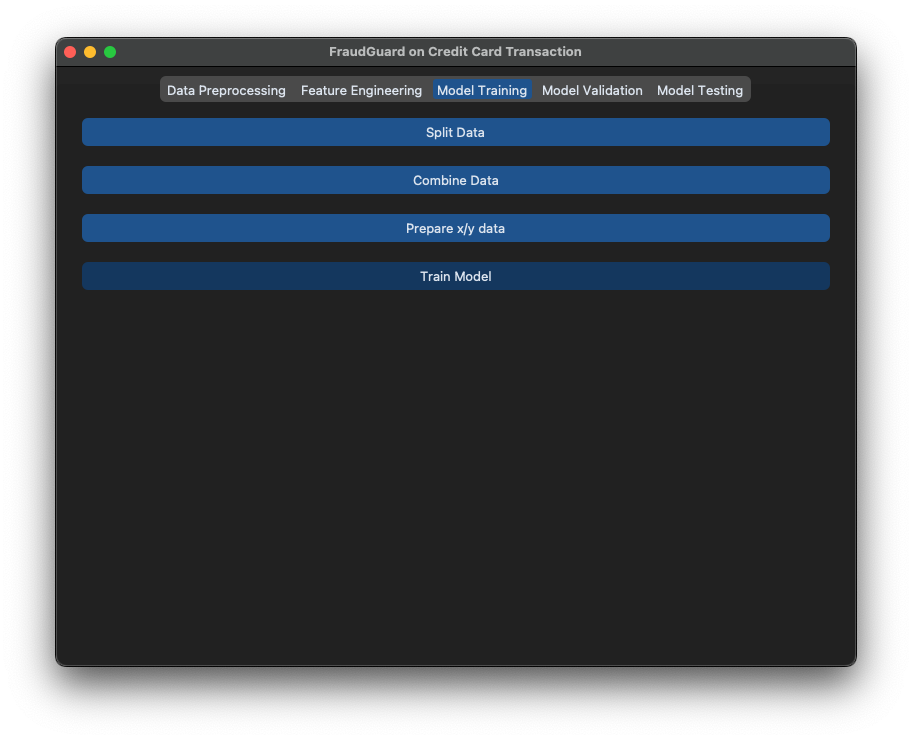 FraudGuard on Credit Card Transaction
Data Preprocessing Feature Engineering Model Training Model Validation Model Testing
Split Data
Combine Data
Prepare x/y data
Train Model